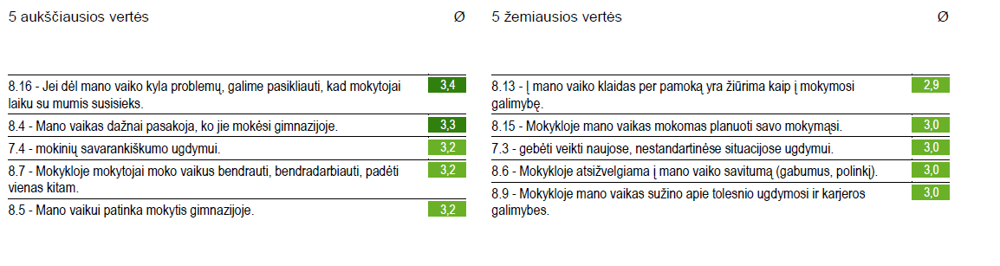 5 aukščiausios vertės Ø
8.16 - Jei dėl mano vaiko kyla problemų, galime pasikliauti, kad mokytojai 3,4
laiku su mumis susisieks.
8.4 - Mano vaikas dažnai pasakoja, ko jie mokėsi gimnazijoje. 3,3
7.4 - mokinių savarankiškumo ugdymui. 3,2
8.7 - Mokykloje mokytojai moko vaikus bendrauti, bendradarbiauti, padėti 3,2
vienas kitam.
8.5 - Mano vaikui patinka mokytis gimnazijoje. 3,2
5 žemiausios vertės Ø
8.13 - Į mano vaiko klaidas per pamoką yra žiūrima kaip į mokymosi 2,9
galimybę.
8.15 - Mokykloje mano vaikas mokomas planuoti savo mokymąsi. 3,0
7.3 - gebėti veikti naujose, nestandartinėse situacijose ugdymui. 3,0
8.6 - Mokykloje atsižvelgiama į mano vaiko savitumą (gabumus, polinkį). 3,0
8.9 - Mokykloje mano vaikas sužino apie tolesnio ugdymosi ir karjeros 3,0
galimybes.